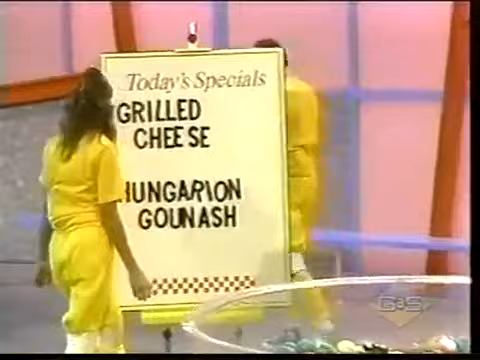 Today's Specials
GRILLED
CHEESE
HUNGARION
GOUNASH
G&S